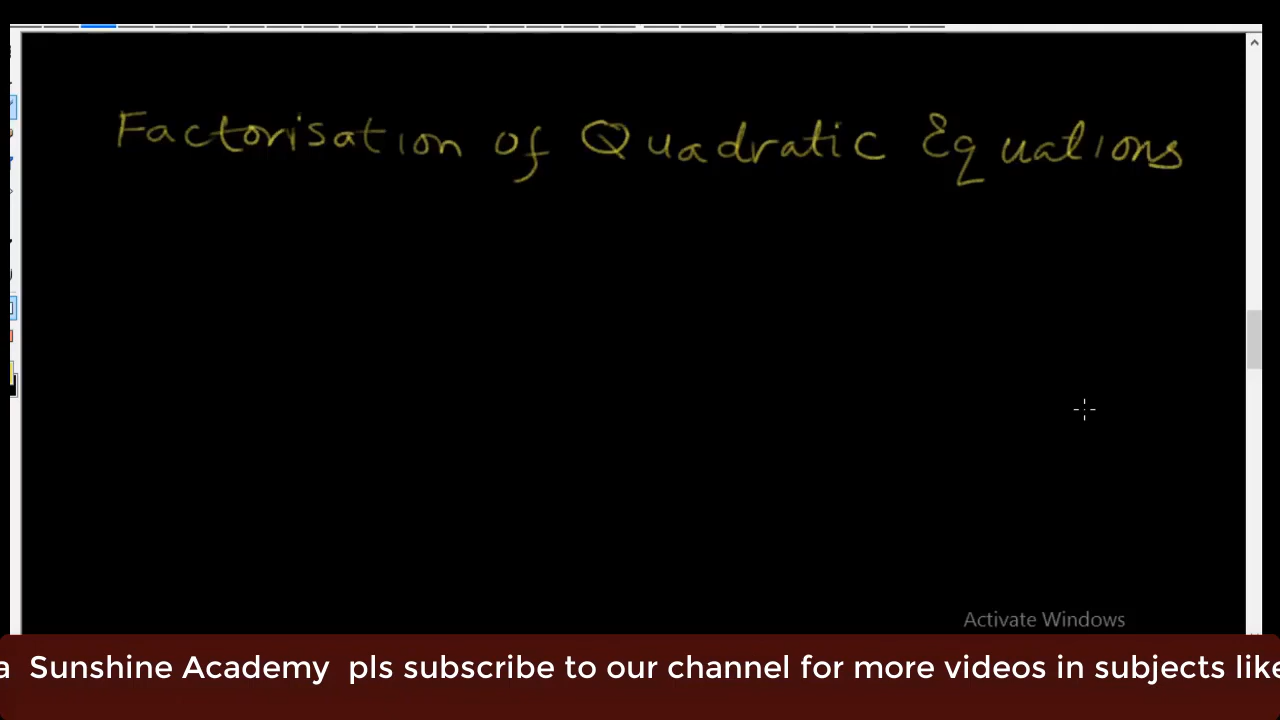 Factorisation of Quadratic Equations
Activate Windows
a Sunshine Academy pls subscribe to our channel for more videos in subjects like